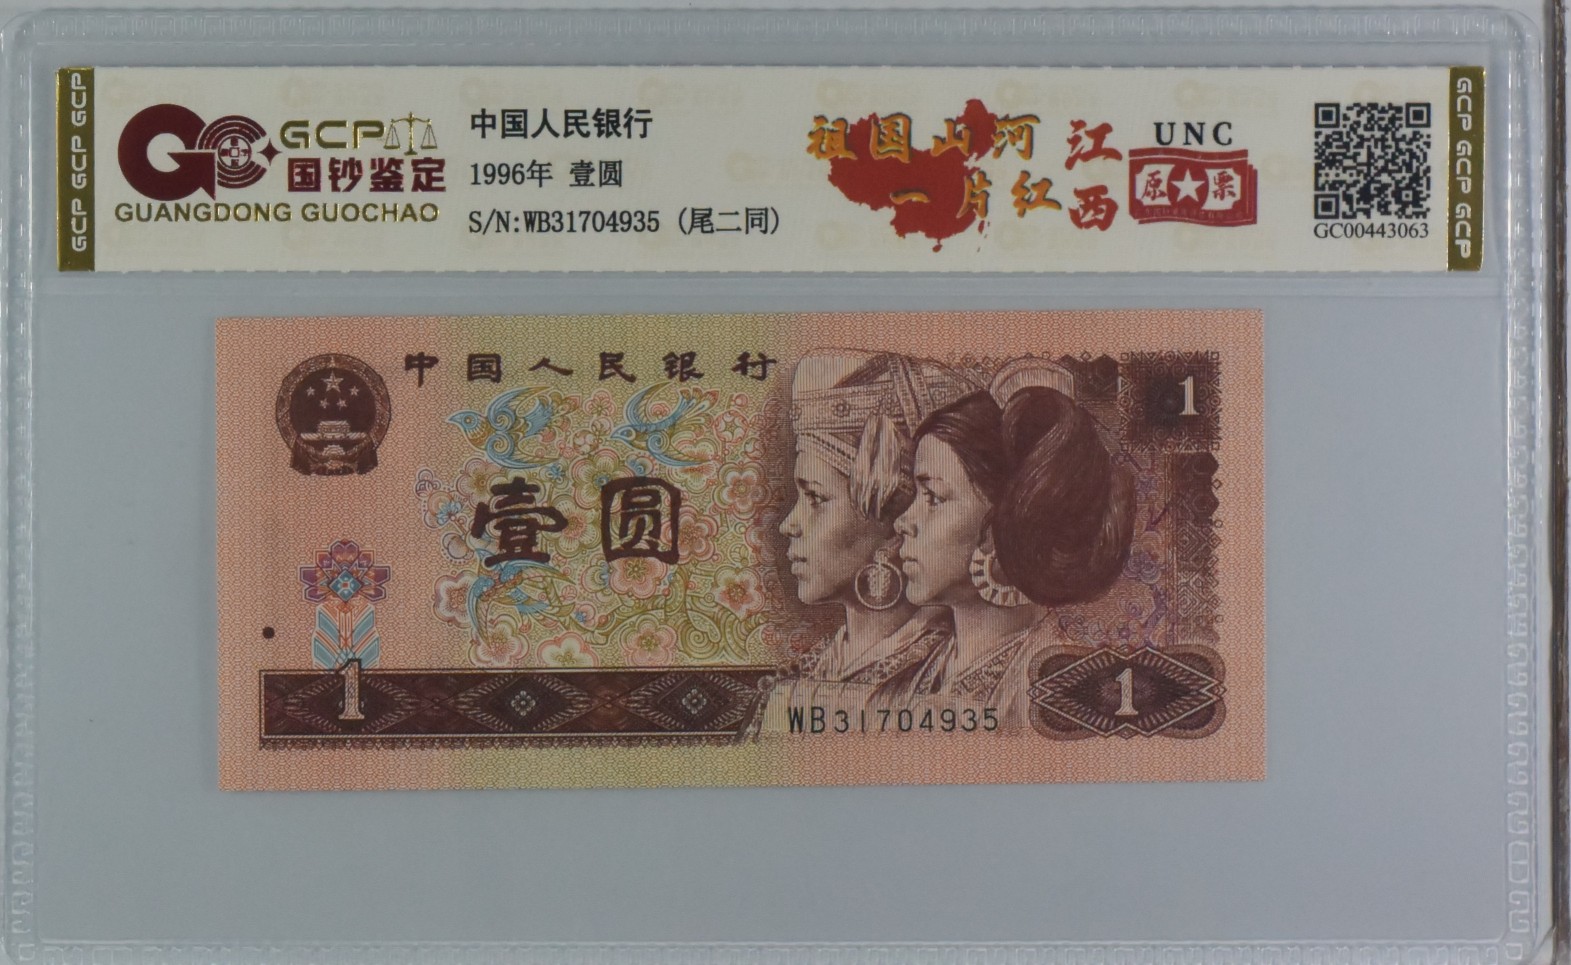 GCP GCP GCP
GCP
国钞鉴定
GUANGDONG GUOCHAO
中国人民银行
1996年 壹圆
S/N:WB31704935 (尾二同)
祖国山河
一片红
江西
UNC
原票
GC00443063
GCP GCP GCP
中国人民银行
1
壹圆
1
WB31704935
1